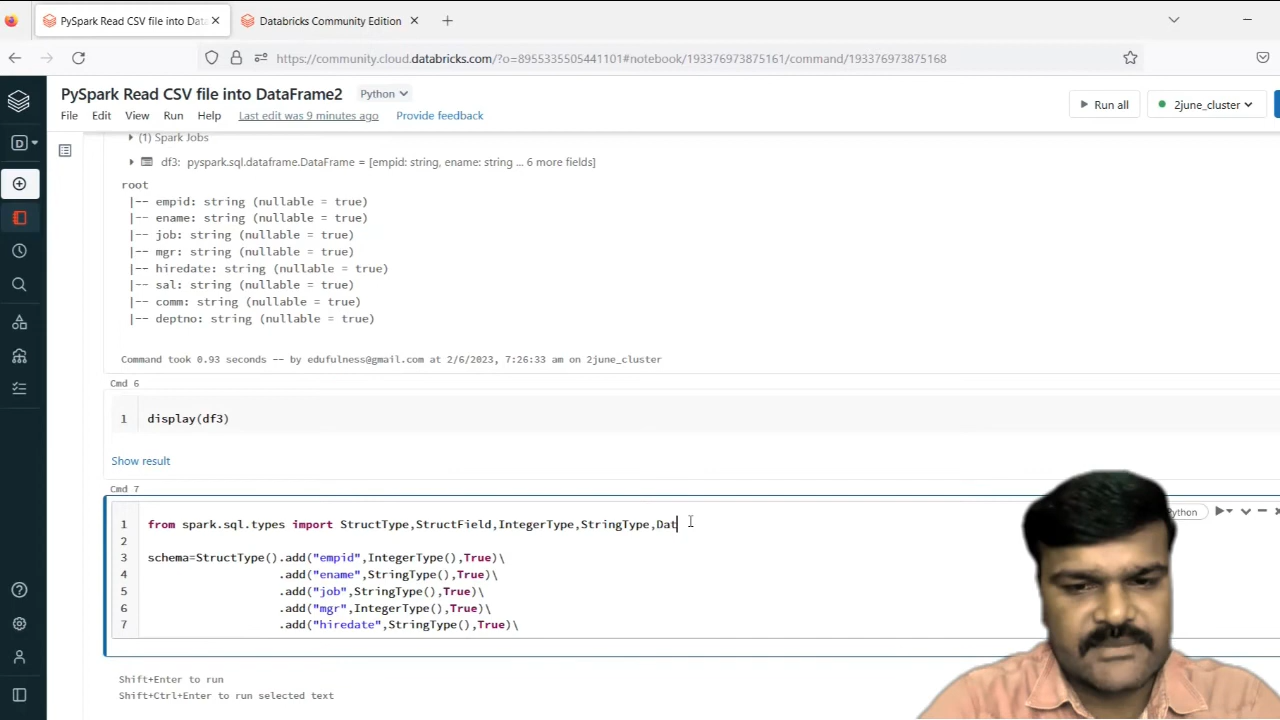 PySpark Read CSV file into Data
Databricks Community Edition
https://community.cloud.databricks.com/?o=8955335505441101#notebook/193376973875161/command/193376973875168
PySpark Read CSV file into DataFrame2 Python
File Edit View Run Help Last edit was 9 minutes ago Provide feedback
Run all 2june_cluster
D
(1) Spark Jobs
df3: pyspark.sql.dataframe.DataFrame = [empid: string, ename: string ... 6 more fields]
root
|-- empid: string (nullable = true)
|-- ename: string (nullable = true)
|-- job: string (nullable = true)
|-- mgr: string (nullable = true)
|-- hiredate: string (nullable = true)
|-- sal: string (nullable = true)
|-- comm: string (nullable = true)
|-- deptno: string (nullable = true)
Command took 0.93 seconds -- by edufulness@gmail.com at 2/6/2023, 7:26:33 am on 2june_cluster
Cmd 6
1 display(df3)
Show result
Cmd 7
ython
1 from spark.sql.types import StructType,StructField,IntegerType,StringType,Dat
2
3 schema=StructType().add("empid",IntegerType(),True)\
4 .add("ename",StringType(),True)\
5 .add("job",StringType(),True)\
6 .add("mgr",IntegerType(),True)\
7 .add("hiredate",StringType(),True)\
Shift+Enter to run
Shift+Ctrl+Enter to run selected text